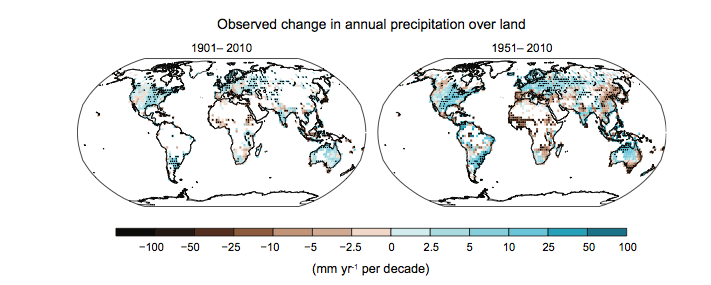 Observed change in annual precipitation over land
1901– 2010
1951– 2010
−100 −50 −25 −10 −5 −2.5 0 2.5 5 10 25 50 100
(mm yr-1 per decade)